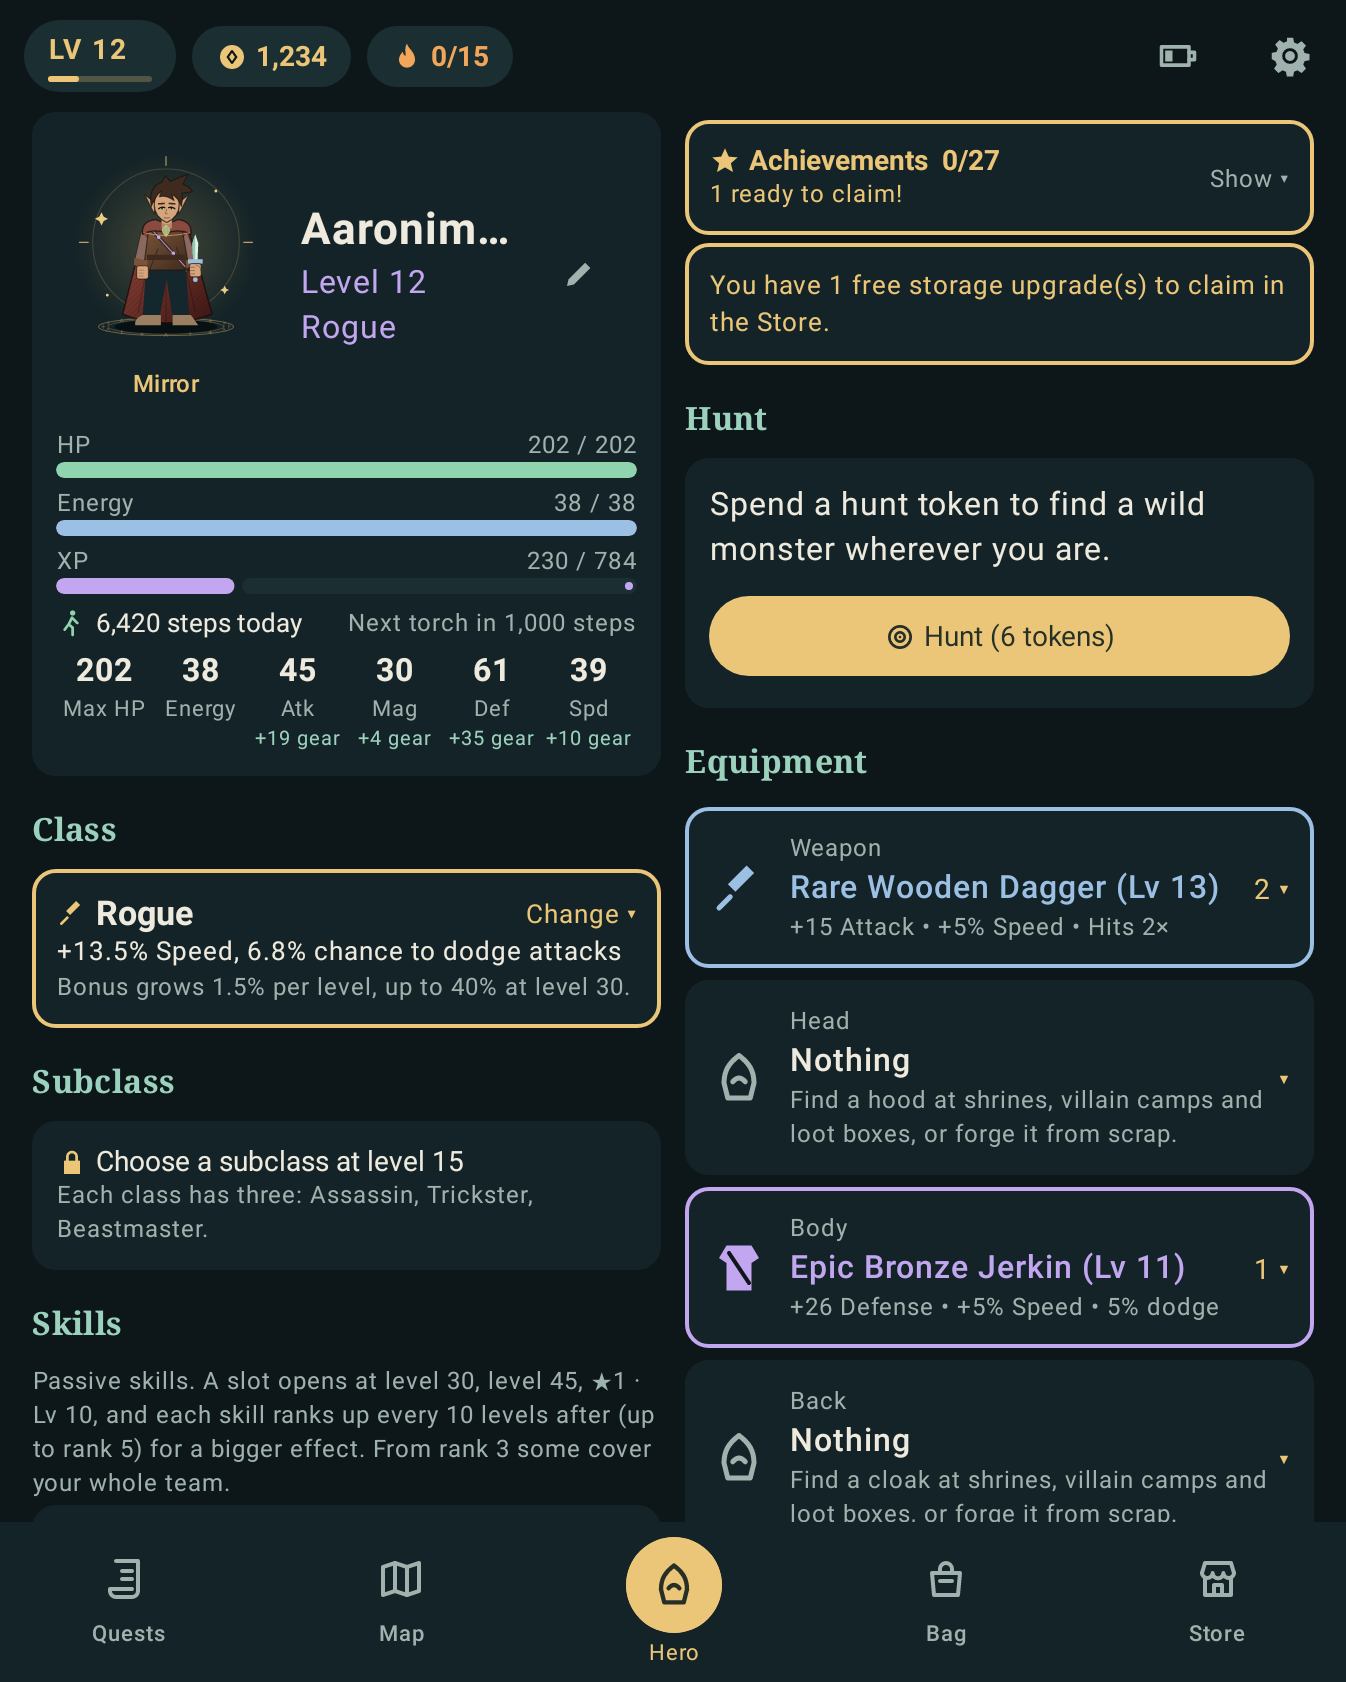 LV 12
1,234
0/15
Aaronim...
Level 12
Rogue
Mirror
HP
202 / 202
Energy
38 / 38
XP
230 / 784
6,420 steps today
Next torch in 1,000 steps
202 38 45 30 61 39
Max HP Energy Atk Mag Def Spd
+19 gear +4 gear +35 gear +10 gear
Class
Rogue
Change ▾
+13.5% Speed, 6.8% chance to dodge attacks
Bonus grows 1.5% per level, up to 40% at level 30.
Subclass
Choose a subclass at level 15
Each class has three: Assassin, Trickster,
Beastmaster.
Skills
Passive skills. A slot opens at level 30, level 45, ★1 ·
Lv 10, and each skill ranks up every 10 levels after (up
to rank 5) for a bigger effect. From rank 3 some cover
your whole team.
Achievements 0/27
1 ready to claim!
Show ▾
You have 1 free storage upgrade(s) to claim in
the Store.
Hunt
Spend a hunt token to find a wild
monster wherever you are.
Hunt (6 tokens)
Equipment
Weapon
Rare Wooden Dagger (Lv 13)
2 ▾
+15 Attack • +5% Speed • Hits 2×
Head
Nothing
Find a hood at shrines, villain camps and
loot boxes, or forge it from scrap.
Body
Epic Bronze Jerkin (Lv 11)
1 ▾
+26 Defense • +5% Speed • 5% dodge
Back
Nothing
Find a cloak at shrines, villain camps and
loot boxes, or forge it from scrap.
Quests
Map
Hero
Bag
Store